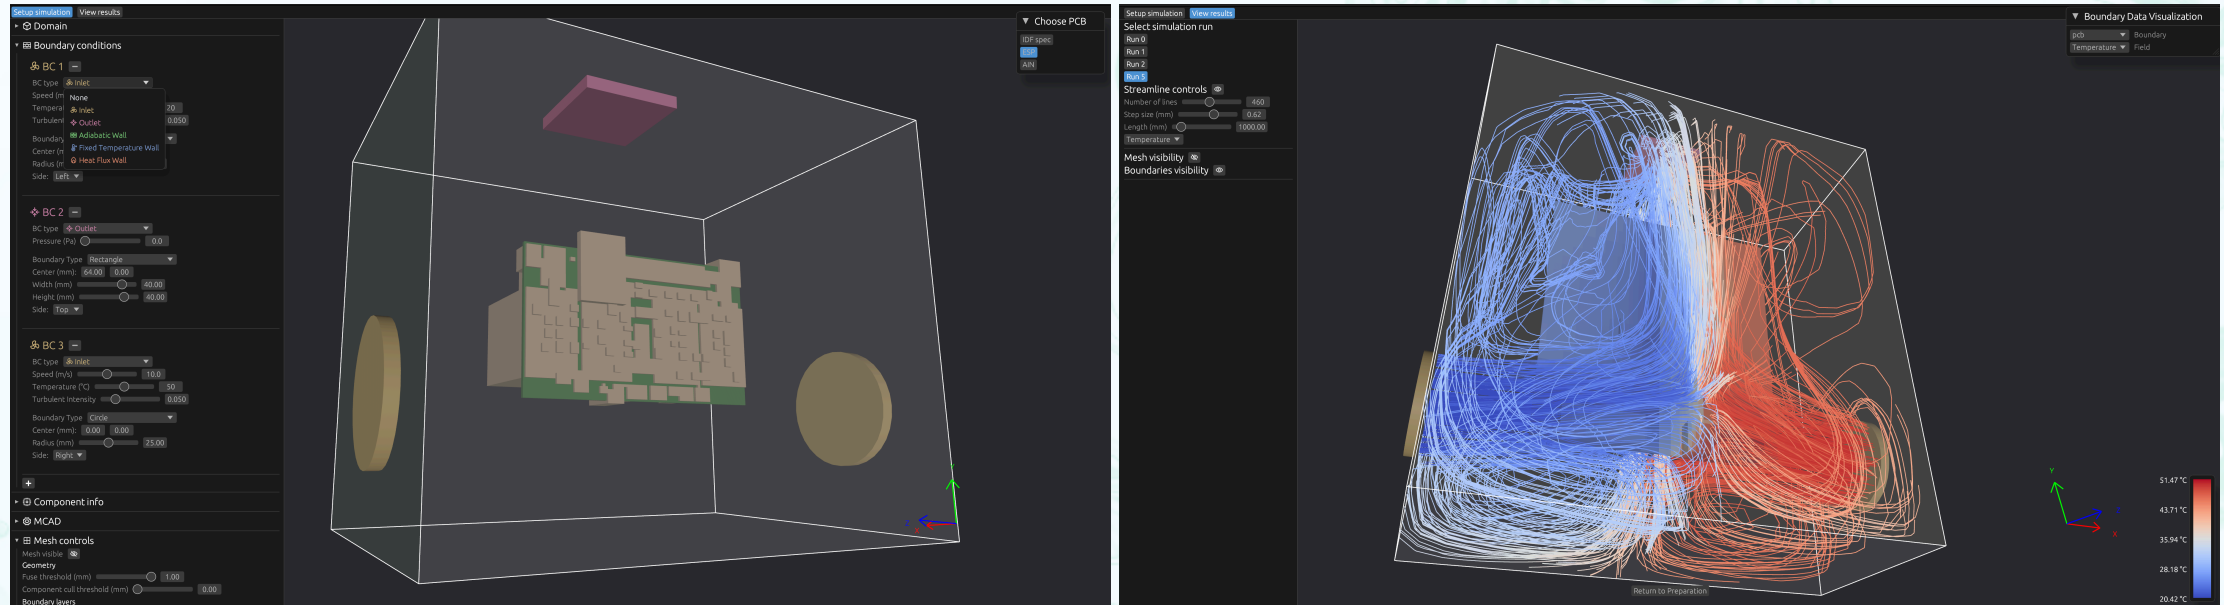 Setup simulation View results
Domain
Boundary conditions
BC 1
BC type Inlet
None
Speed (m
Inlet
Tempera 20
Outlet
Turbulen 0.050
Adiabatic Wall
Boundar
Fixed Temperature Wall
Center (m
Heat Flux Wall
Radius (m
Side: Left
BC 2
BC type Outlet
Pressure (Pa) 0.0
Boundary Type Rectangle
Center (mm): 64.00 0.00
Width (mm) 40.00
Height (mm) 40.00
Side: Top
BC 3
BC type Inlet
Speed (m/s) 10.0
Temperature (°C) 50
Turbulent Intensity 0.050
Boundary Type Circle
Center (mm): 0.00 0.00
Radius (mm) 25.00
Side: Right
+
Component info
MCAD
Mesh controls
Mesh visible
Geometry
Fuse threshold (mm) 1.00
Component cull threshold (mm) 0.00
Boundary layers
Choose PCB
IDF spec
ESP
AIN
Y
Z
X
Setup simulation View results
Select simulation run
Run 0
Run 1
Run 2
Run 5
Streamline controls
Number of lines 460
Step size (mm) 0.62
Length (mm) 1000.00
Temperature
Mesh visibility
Boundaries visibility
Return to Preparation
Boundary Data Visualization
pcb Boundary
Temperature Field
Y
X
51.47 °C
43.71 °C
35.94 °C
28.18 °C
20.42 °C